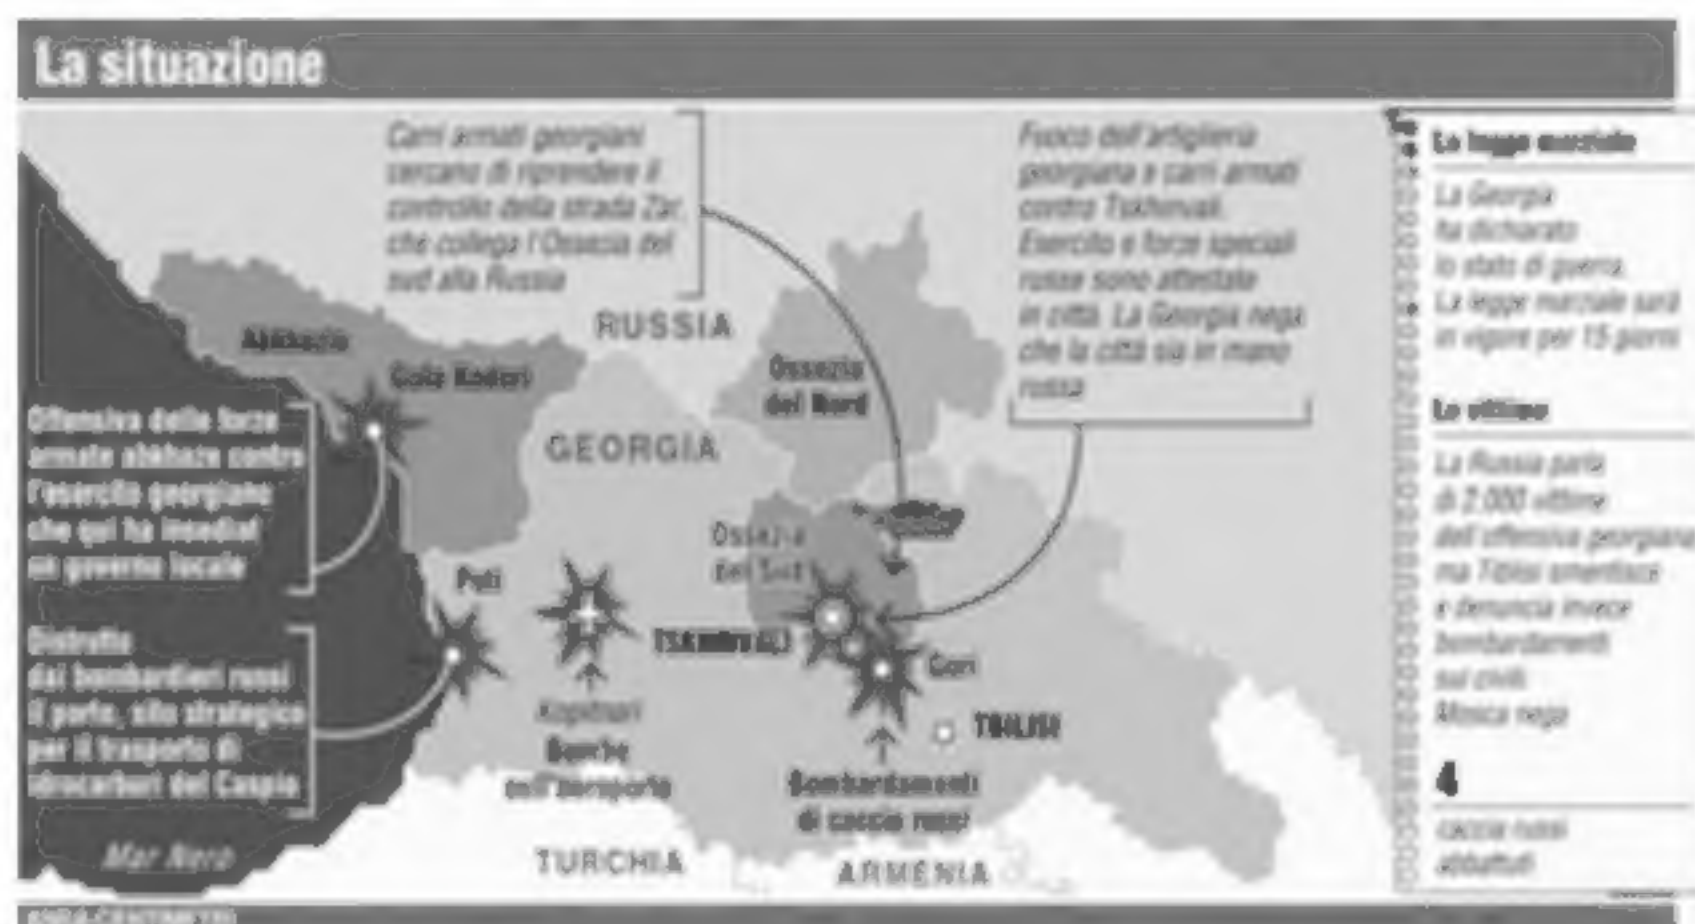 La situazione
Carri armati georgiani
cercano di riprendere il
controllo della strada Zar,
che collega l'Ossezia del
sud alla Russia
Fuoco dell'artiglieria
georgiana e carri armati
contro Tskhinvali.
Esercito e forze speciali
russe sono attestate
in città. La Georgia nega
che la città sia in mano
russa
RUSSIA
Abkhazia
Gole Kodori
Ossezia
del Nord
GEORGIA
Offensiva delle forze
armate abkhaze contro
l'esercito georgiano
che qui ha insediat
un governo locale
Ossezia
del Sud
Poti
Distrutto
dai bombardieri russi
il porto, sito strategico
per il trasporto di
idrocarburi del Caspio
TSKHINVALI
Gori
Kopitnari
Bombe
sull'aeroporto
TBILISI
Bombardamenti
di caccia russi
Mar Nero
TURCHIA
ARMENIA
La legge marziale
La Georgia
ha dichiarato
lo stato di guerra.
La legge marziale sarà
in vigore per 15 giorni
Le vittime
La Russia parla
di 2.000 vittime
dell'offensiva georgiana,
ma Tbilisi smentisce
e denuncia invece
bombardamenti
sui civili.
Mosca nega
4
caccia russi
abbattuti